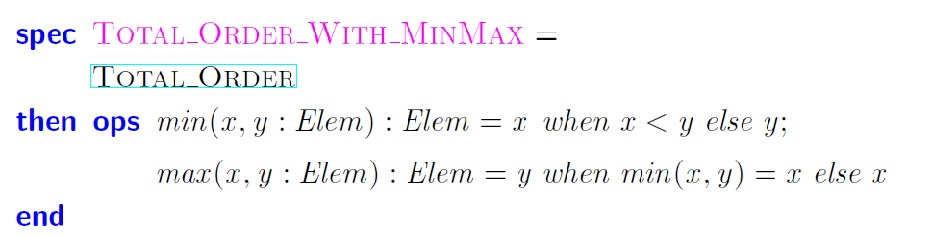 spec TOTAL_ORDER_WITH_MINMAX =
TOTAL_ORDER
then ops min(x, y : Elem) : Elem = x when x < y else y;
max(x, y : Elem) : Elem = y when min(x, y) = x else x
end